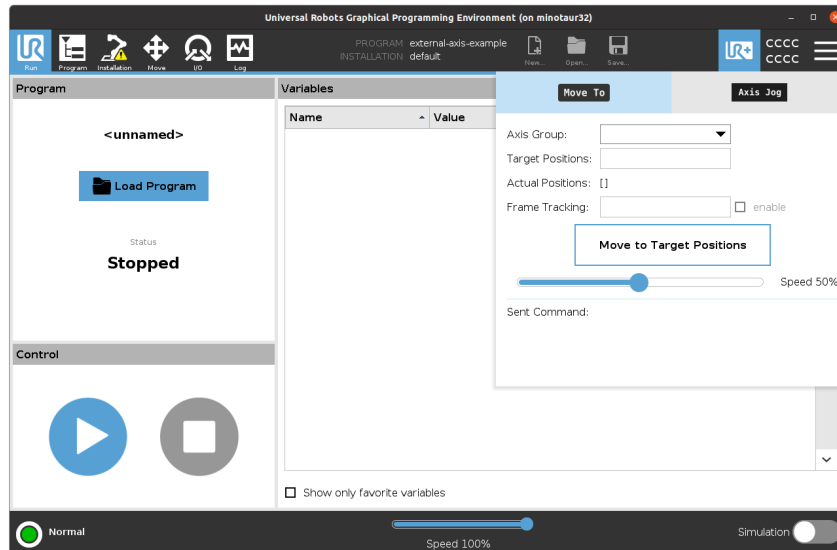 Universal Robots Graphical Programming Environment (on minotaur32)
UR
Run
Program
Installation
Move
I/O
Log
PROGRAM external-axis-example
INSTALLATION default
New...
Open...
Save...
UR+
CCCC
CCCC
Program
<unnamed>
Load Program
Status
Stopped
Control
Variables
Name
Value
Move To
Axis Jog
Axis Group:
Target Positions:
Actual Positions: []
Frame Tracking:
enable
Move to Target Positions
Speed 50%
Sent Command:
Show only favorite variables
Normal
Speed 100%
Simulation